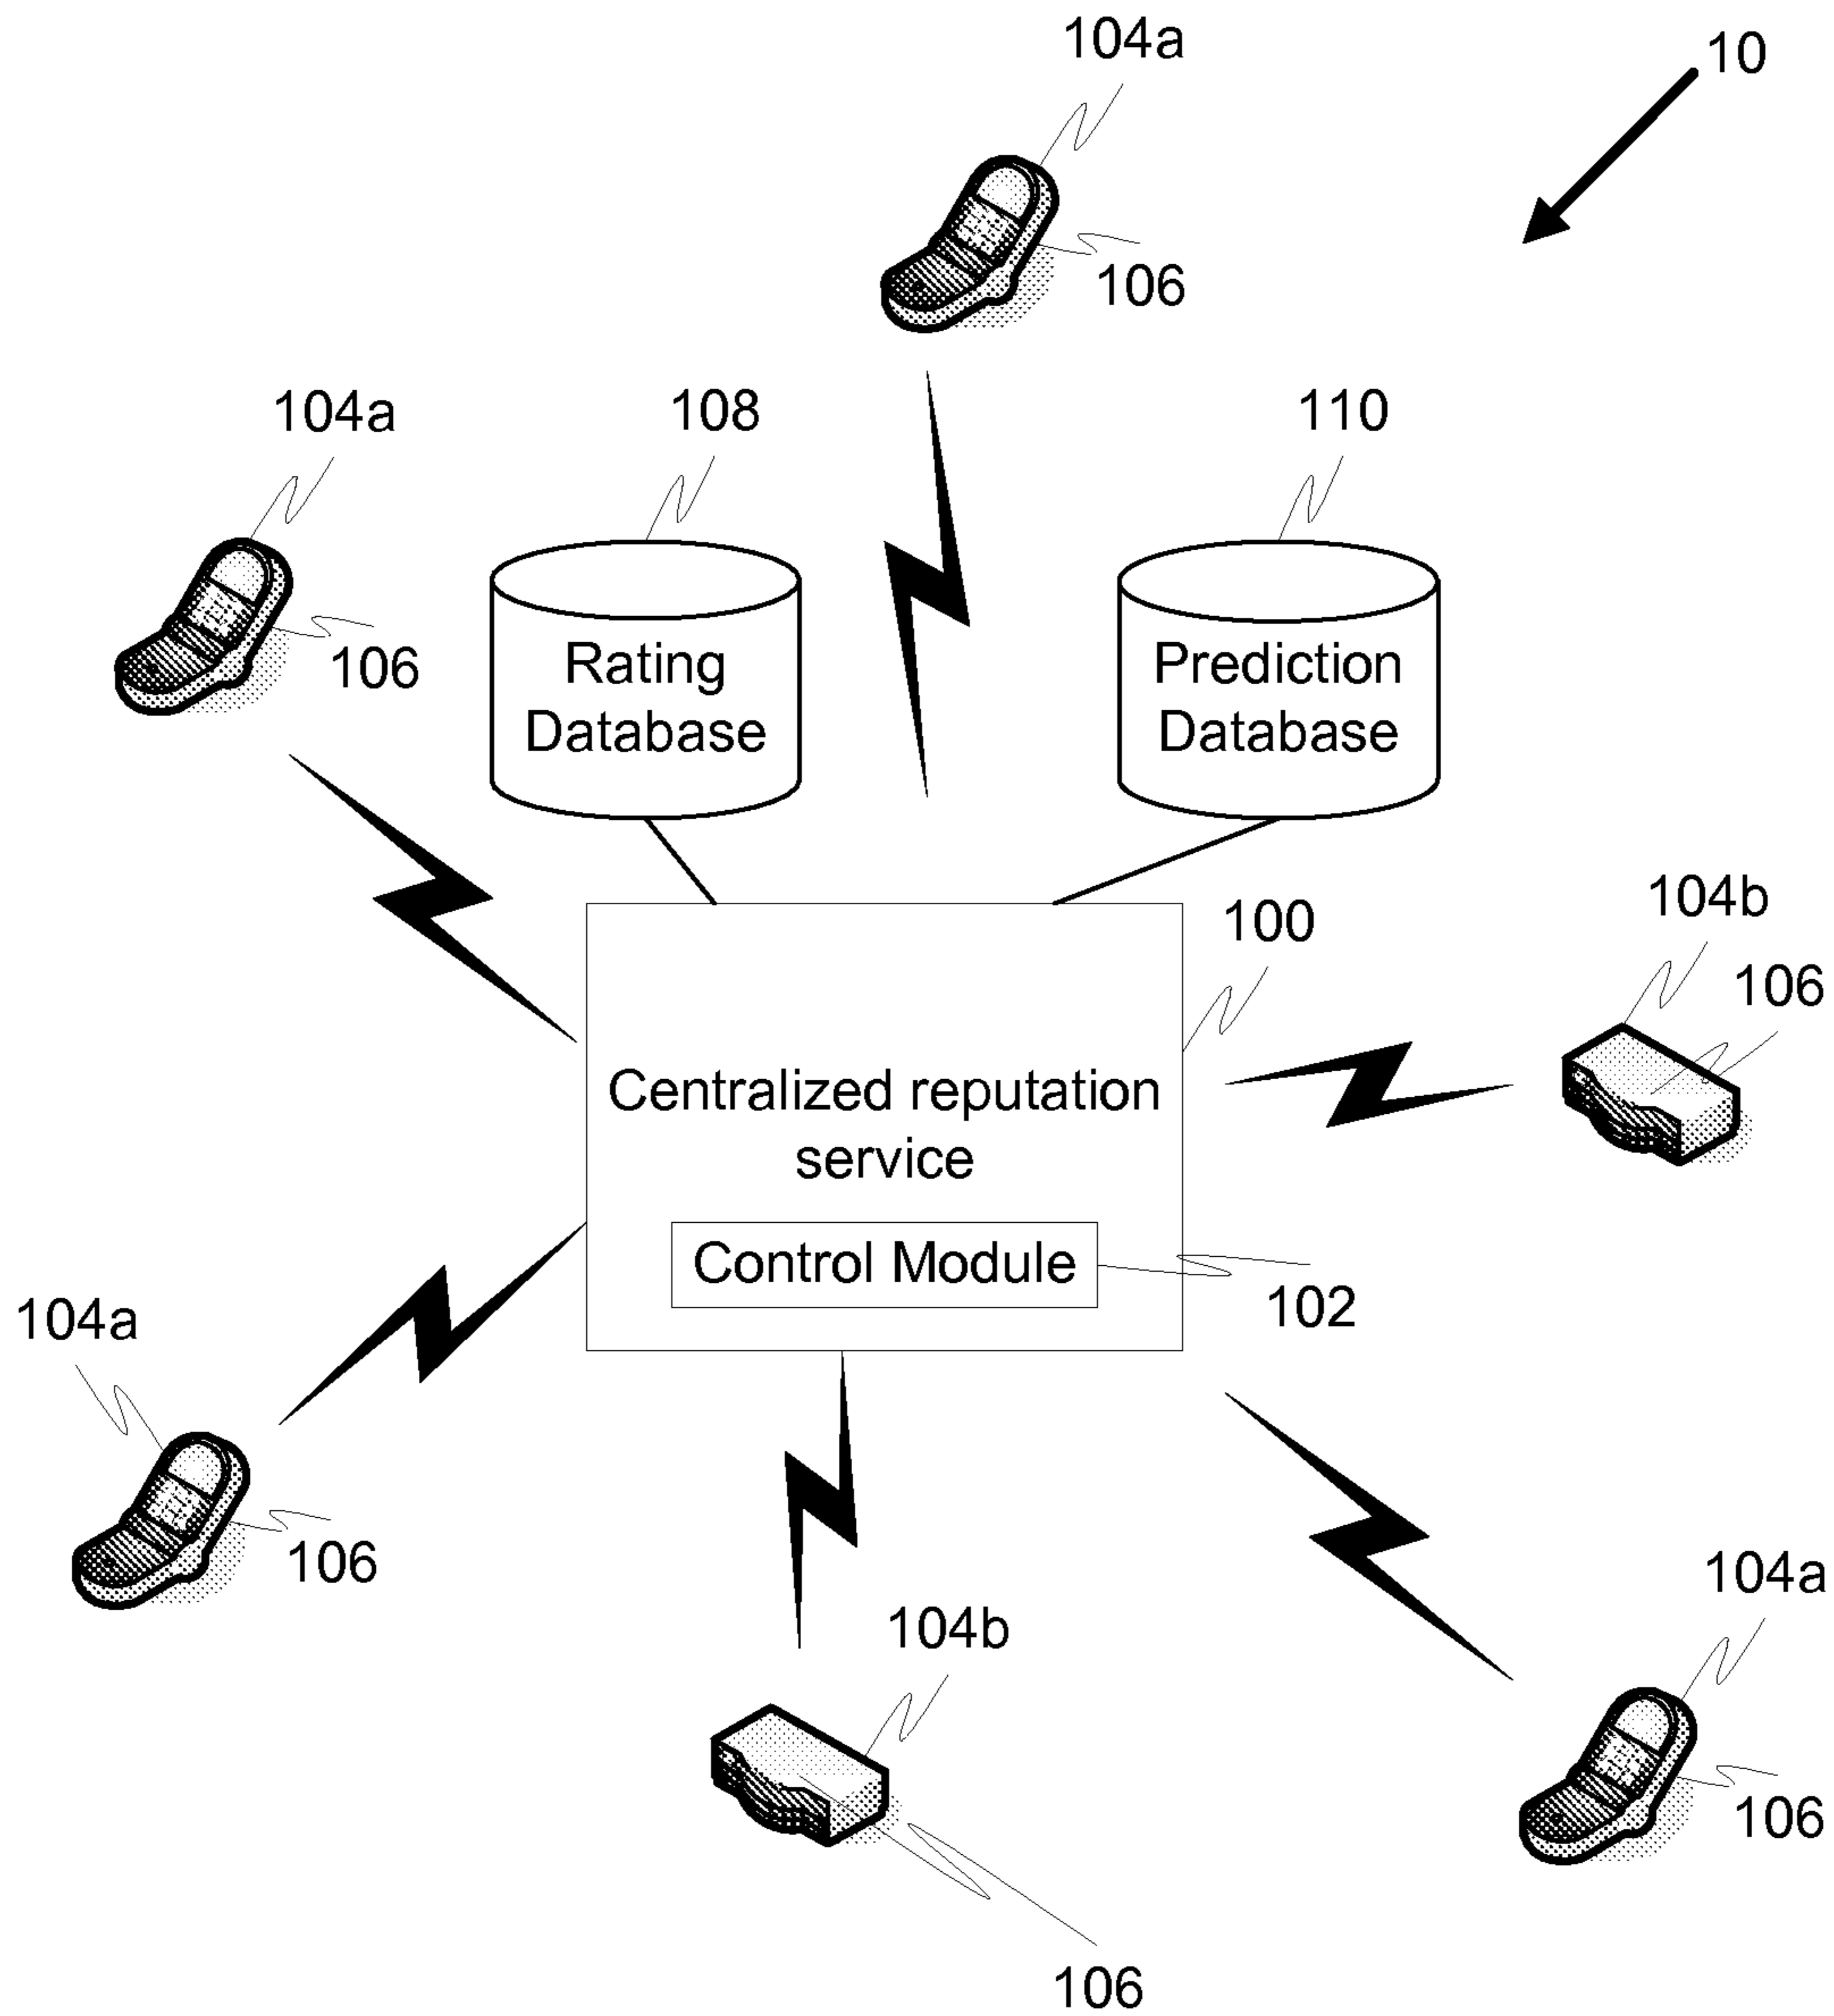 104a
10
106
104a
108
110
106
Rating
Database
Prediction
Database
104b
100
106
Centralized reputation
service
Control Module
102
104a
106
104b
104a
106
106